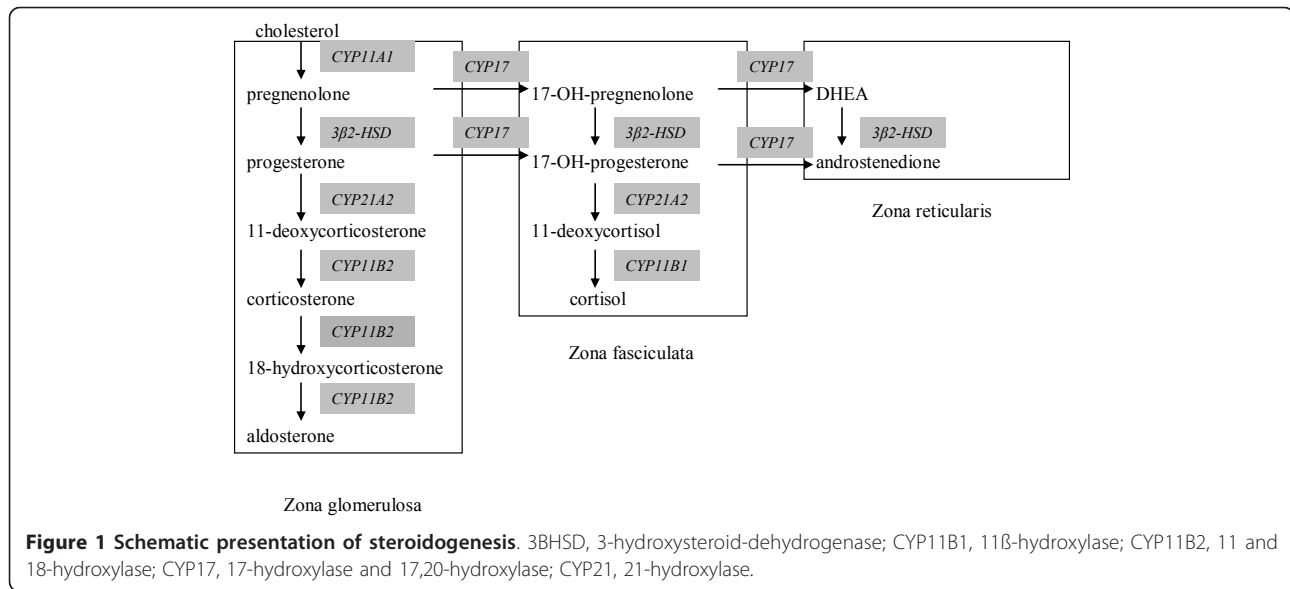 cholesterol
CYP11A1
CYP17
CYP17
pregnenolone
17-OH-pregnenolone
DHEA
3β2-HSD
CYP17
3β2-HSD
CYP17
3β2-HSD
progesterone
17-OH-progesterone
androstenedione
CYP21A2
CYP21A2
Zona reticularis
11-deoxycorticosterone
11-deoxycortisol
CYP11B2
CYP11B1
corticosterone
cortisol
CYP11B2
Zona fasciculata
18-hydroxycorticosterone
CYP11B2
aldosterone
Zona glomerulosa
Figure 1 Schematic presentation of steroidogenesis. 3BHSD, 3-hydroxysteroid-dehydrogenase; CYP11B1, 11ß-hydroxylase; CYP11B2, 11 and
18-hydroxylase; CYP17, 17-hydroxylase and 17,20-hydroxylase; CYP21, 21-hydroxylase.